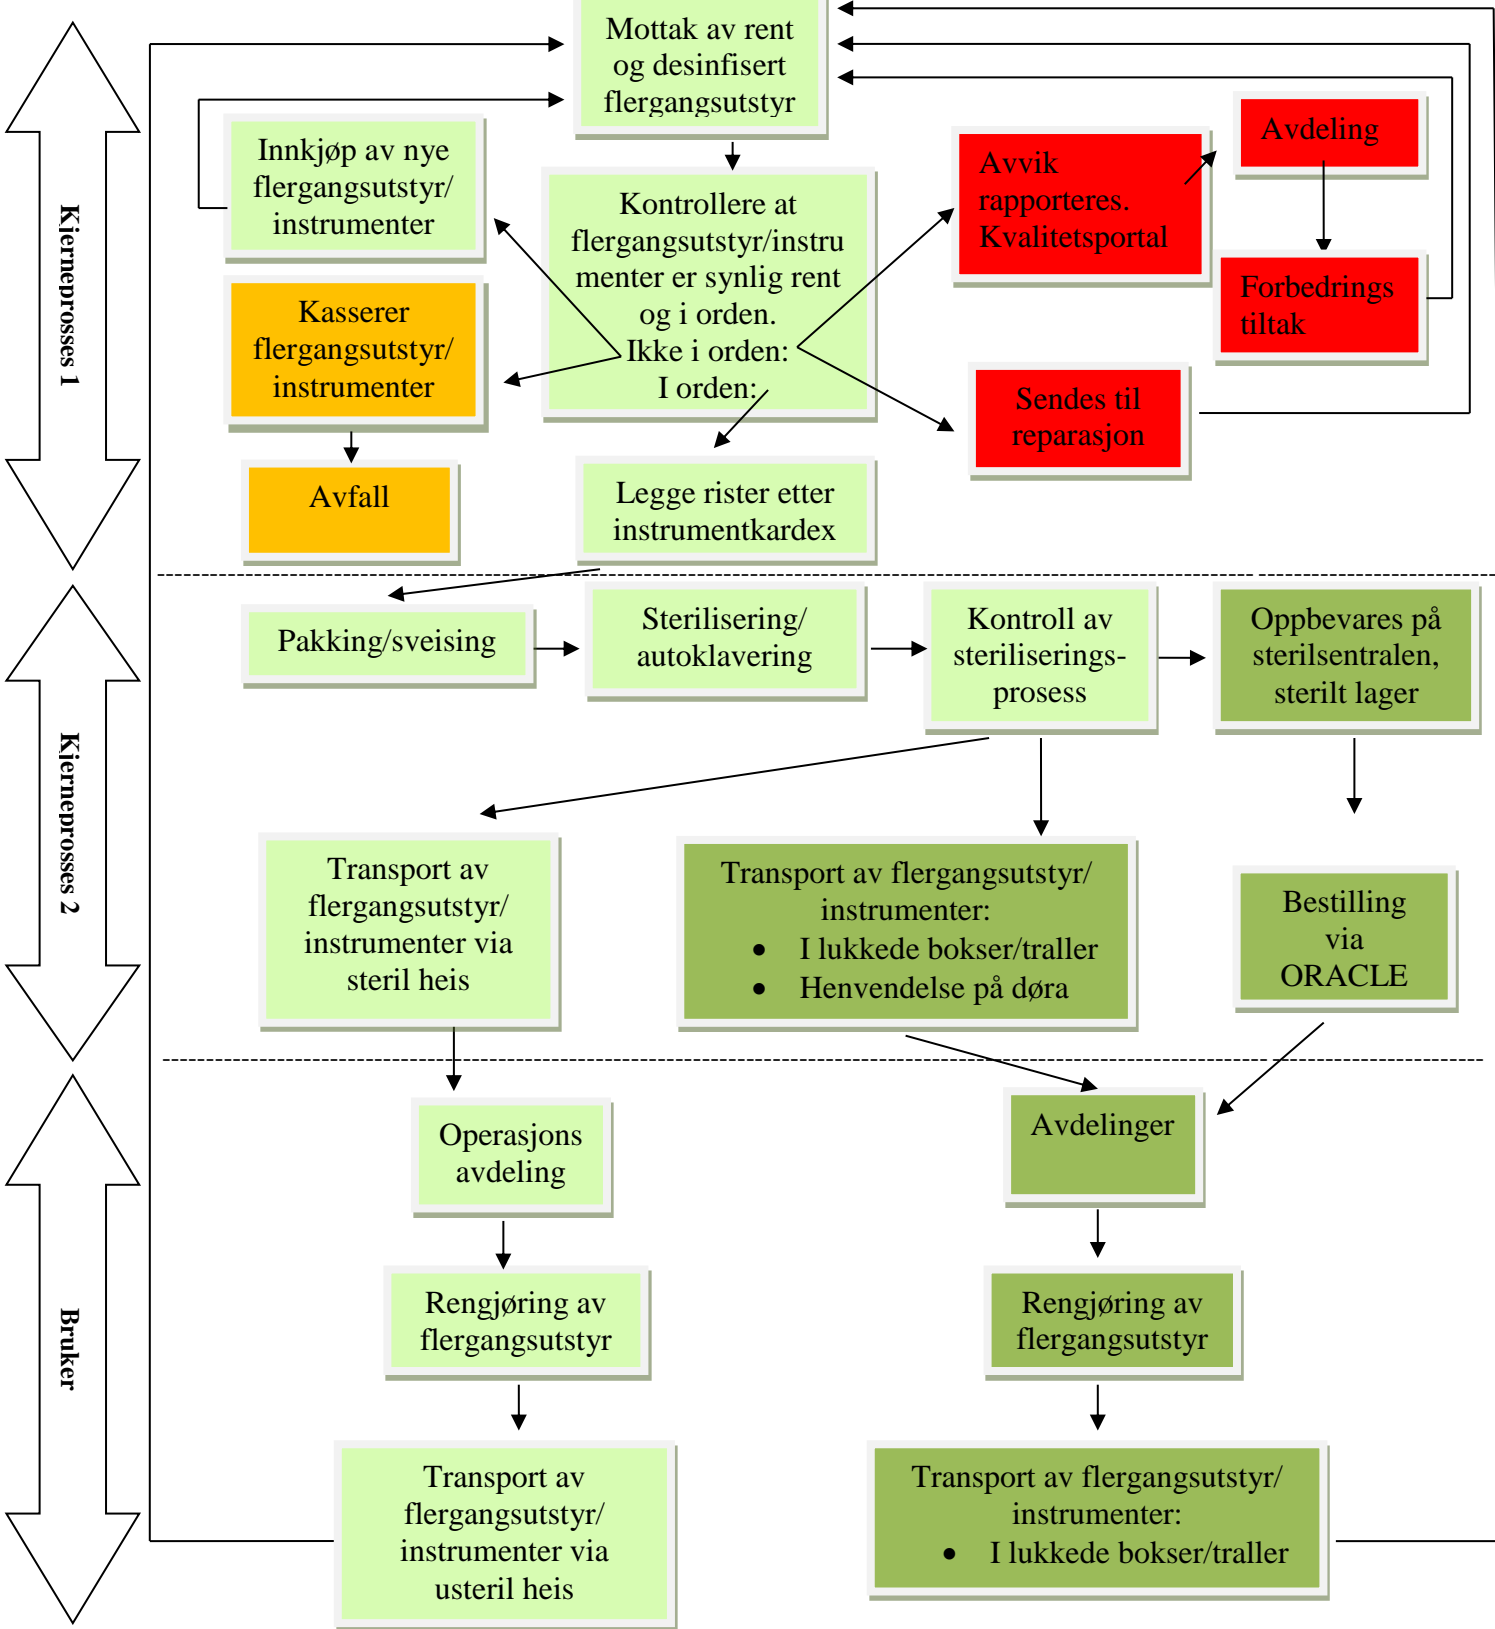 Mottak av rent
og desinfisert
flergangsutstyr
Innkjøp av nye
flergangsutstyr/
instrumenter
Kontrollere at
flergangsutstyr/instru
menter er synlig rent
og i orden.
Ikke i orden:
I orden:
Avvik
rapporteres.
Kvalitetsportal
Avdeling
Forbedrings
tiltak
Kasserer
flergangsutstyr/
instrumenter
Sendes til
reparasjon
Avfall
Legge rister etter
instrumentkardex
Kjerneprosses 1
Pakking/sveising
Sterilisering/
autoklavering
Kontroll av
steriliserings-
prosess
Oppbevares på
sterilsentralen,
sterilt lager
Transport av
flergangsutstyr/
instrumenter via
steril heis
Transport av flergangsutstyr/
instrumenter:
• I lukkede bokser/traller
• Henvendelse på døra
Bestilling
via
ORACLE
Kjerneprosses 2
Operasjons
avdeling
Avdelinger
Rengjøring av
flergangsutstyr
Rengjøring av
flergangsutstyr
Transport av
flergangsutstyr/
instrumenter via
usteril heis
Transport av flergangsutstyr/
instrumenter:
• I lukkede bokser/traller
Bruker